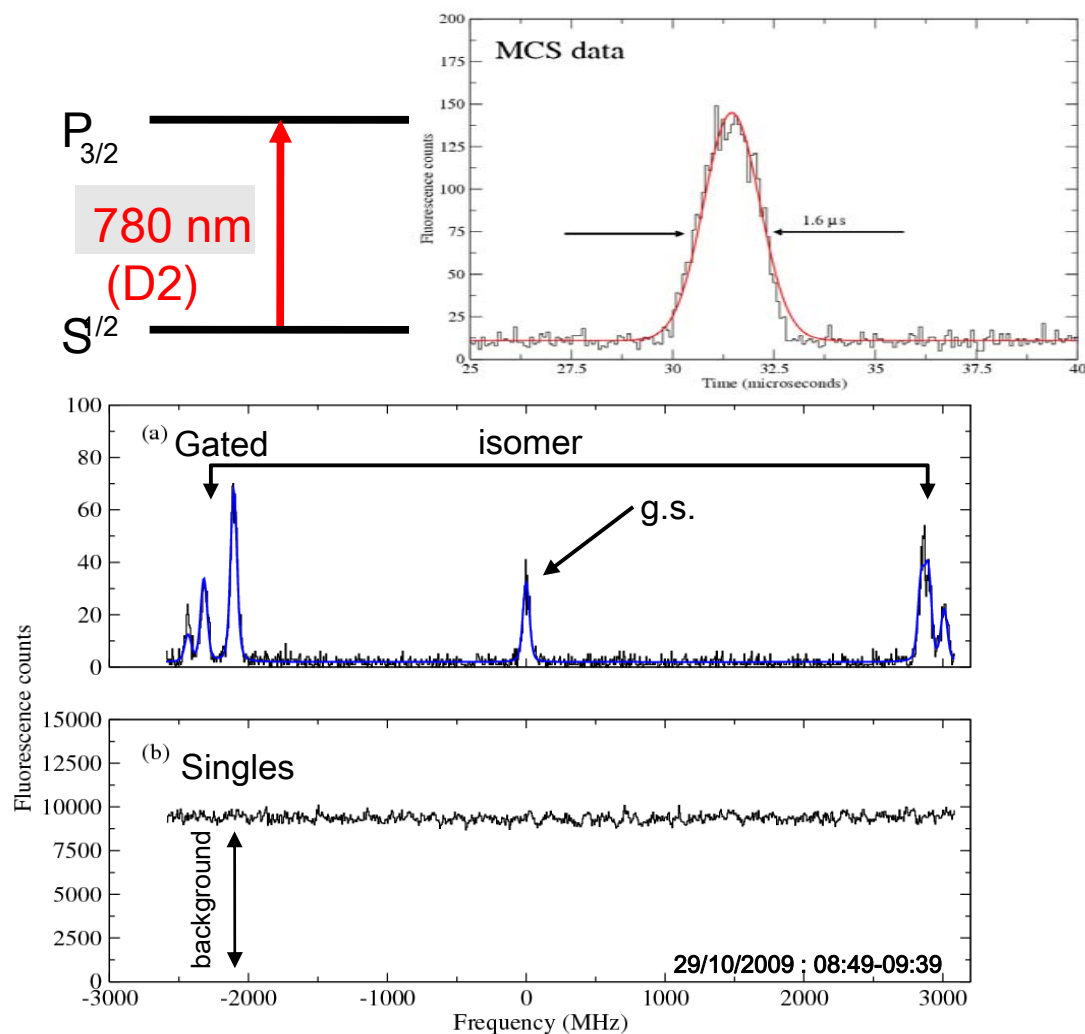 P3/2
780 nm
(D2)
S1/2
MCS data
200
175
150
125
100
75
50
25
0
Fluorescence counts
1.6 µs
25 27.5 30 32.5 35 37.5 40
Time (microseconds)
100
80
60
40
20
0
(a) Gated
isomer
g.s.
Fluorescence counts
15000
12500
10000
7500
5000
2500
0
(b) Singles
background
29/10/2009 : 08:49-09:39
-3000 -2000 -1000 0 1000 2000 3000
Frequency (MHz)